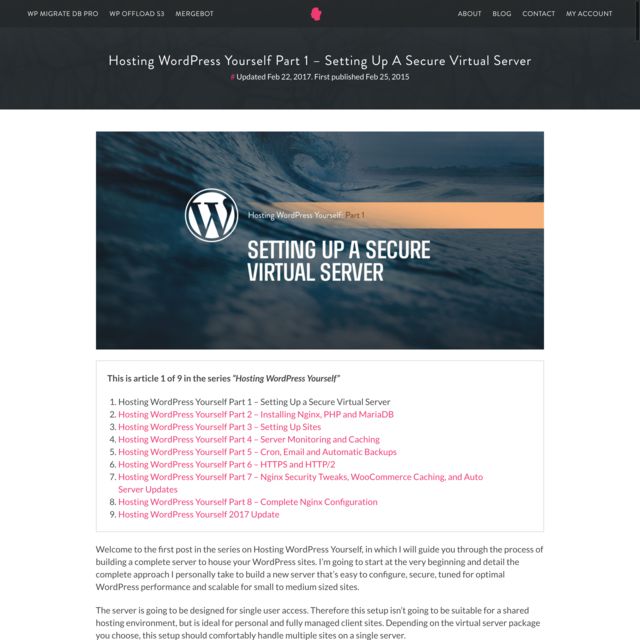 WP MIGRATE DB PRO WP OFFLOAD S3 MERGEBOT ABOUT BLOG CONTACT MY ACCOUNT
Hosting WordPress Yourself Part 1 – Setting Up A Secure Virtual Server
# Updated Feb 22, 2017. First published Feb 25, 2015
Hosting WordPress Yourself: Part 1
SETTING UP A SECURE
VIRTUAL SERVER
This is article 1 of 9 in the series "Hosting WordPress Yourself"
1. Hosting WordPress Yourself Part 1 – Setting Up a Secure Virtual Server
2. Hosting WordPress Yourself Part 2 – Installing Nginx, PHP and MariaDB
3. Hosting WordPress Yourself Part 3 – Setting Up Sites
4. Hosting WordPress Yourself Part 4 – Server Monitoring and Caching
5. Hosting WordPress Yourself Part 5 – Cron, Email and Automatic Backups
6. Hosting WordPress Yourself Part 6 – HTTPS and HTTP/2
7. Hosting WordPress Yourself Part 7 – Nginx Security Tweaks, WooCommerce Caching, and Auto
Server Updates
8. Hosting WordPress Yourself Part 8 – Complete Nginx Configuration
9. Hosting WordPress Yourself 2017 Update
Welcome to the first post in the series on Hosting WordPress Yourself, in which I will guide you through the process of
building a complete server to house your WordPress sites. I'm going to start at the very beginning and detail the
complete approach I personally take to build a new server that's easy to configure, secure, tuned for optimal
WordPress performance and scalable for small to medium sized sites.
The server is going to be designed for single user access. Therefore this setup isn't going to be suitable for a shared
hosting environment, but is ideal for personal and fully managed client sites. Depending on the virtual server package
you choose, this setup should comfortably handle multiple sites on a single server.